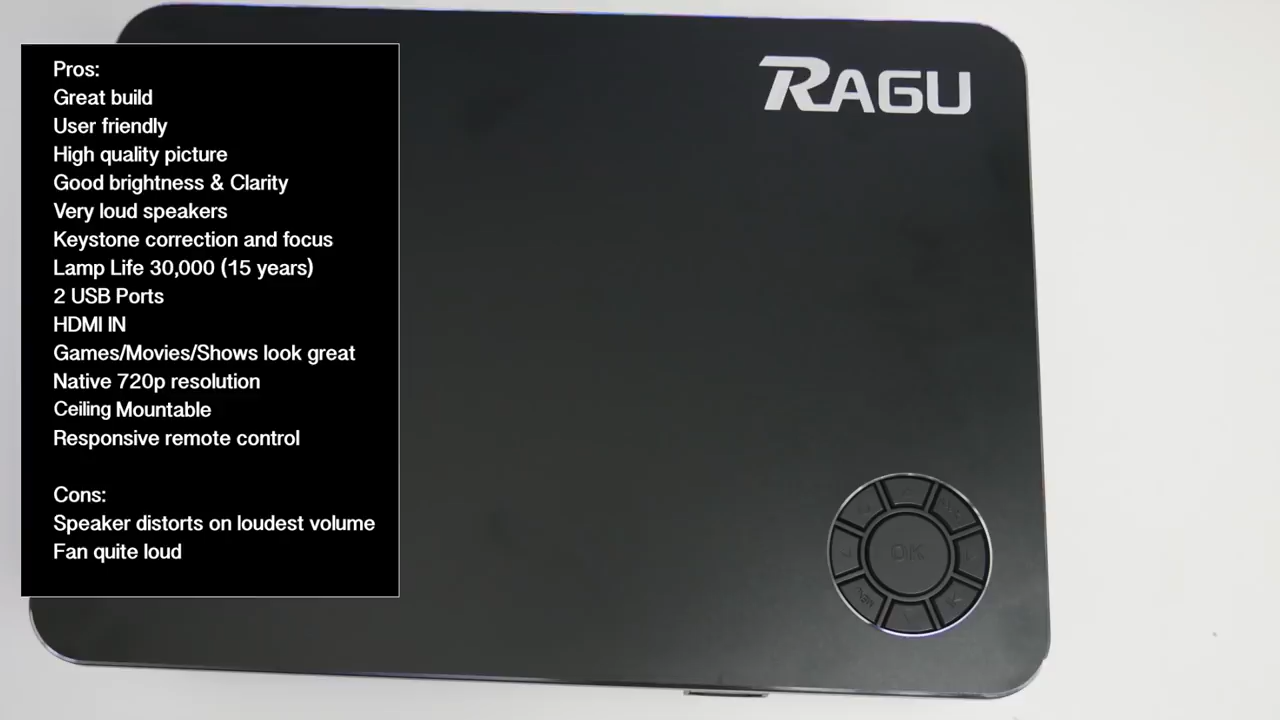 Pros:
Great build
User friendly
High quality picture
Good brightness & Clarity
Very loud speakers
Keystone correction and focus
Lamp Life 30,000 (15 years)
2 USB Ports
HDMI IN
Games/Movies/Shows look great
Native 720p resolution
Ceiling Mountable
Responsive remote control
Cons:
Speaker distorts on loudest volume
Fan quite loud
RAGU
OK